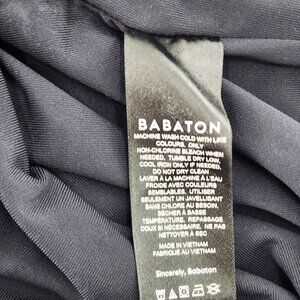 BABATON
MACHINE WASH COLD WITH LIKE
COLOURS. ONLY
NON-CHLORINE BLEACH WHEN
NEEDED. TUMBLE DRY LOW.
COOL IRON ONLY IF NEEDED.
DO NOT DRY CLEAN
LAVER À LA MACHINE À L'EAU
FROIDE AVEC COULEURS
SEMBLABLES. UTILISER
SEULEMENT UN JAVELLISANT
SANS CHLORE AU BESOIN.
SÉCHER À BASSE
TEMPÉRATURE. REPASSAGE
DOUX SI NÉCESSAIRE. NE PAS
NETTOYER À SEC
MADE IN VIETNAM
FABRIQUÉ AU VIETNAM
Sincerely, Babaton